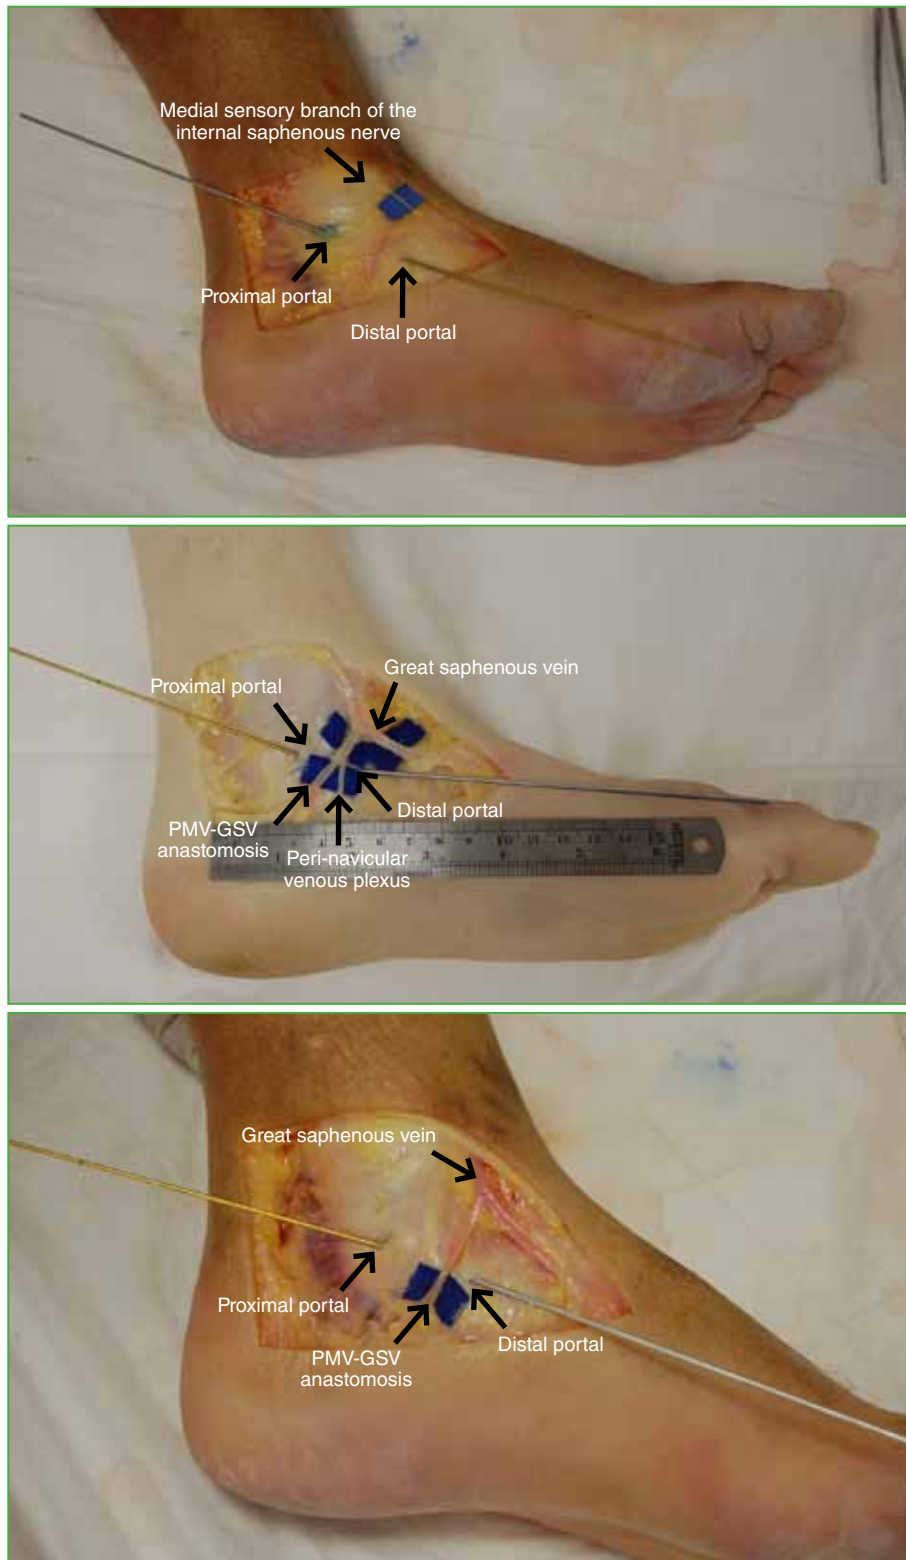 Medial sensory branch of the
internal saphenous nerve
Proximal portal
Distal portal
Great saphenous vein
Proximal portal
Distal portal
PMV-GSV
anastomosis
Peri-navicular
venous plexus
Great saphenous vein
Proximal portal
Distal portal
PMV-GSV
anastomosis